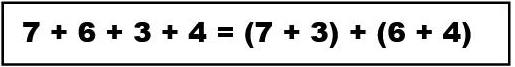 7 + 6 + 3 + 4 = (7 + 3) + (6 + 4)